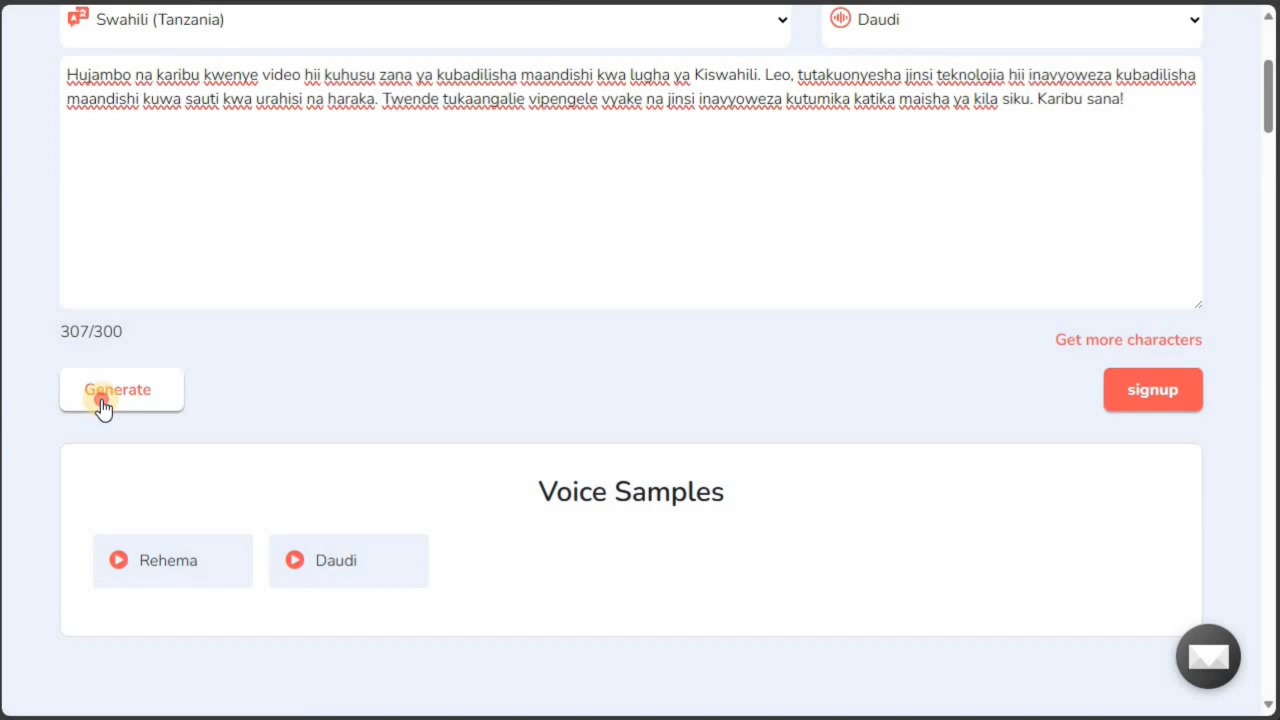 Swahili (Tanzania)
Daudi
Hujambo na karibu kwenye video hii kuhusu zana ya kubadilisha maandishi kwa lugha ya Kiswahili. Leo, tutakuonyesha jinsi teknolojia hii inavyoweza kubadilisha
maandishi kuwa sauti kwa urahisi na haraka. Twende tukaangalie vipengele vyake na jinsi inavyoweza kutumika katika maisha ya kila siku. Karibu sana!
307/300
Get more characters
Generate
signup
Voice Samples
Rehema
Daudi